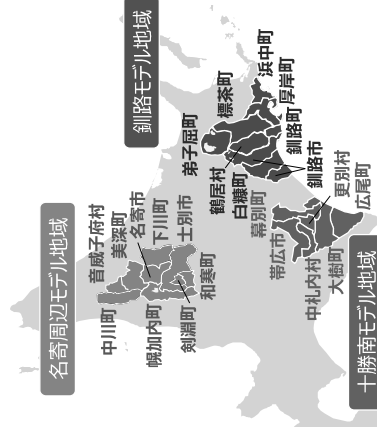 名寄周辺モデル地域
音威子府村
美深町
名寄市
下川町
士別市
中川町
幌加内町
剣淵町
和寒町
釧路モデル地域
弟子屈町
標茶町
浜中町
厚岸町
釧路町
釧路市
鶴居村
白糠町
十勝南モデル地域
幕別町
帯広市
更別村
広尾町
中札内村
大樹町